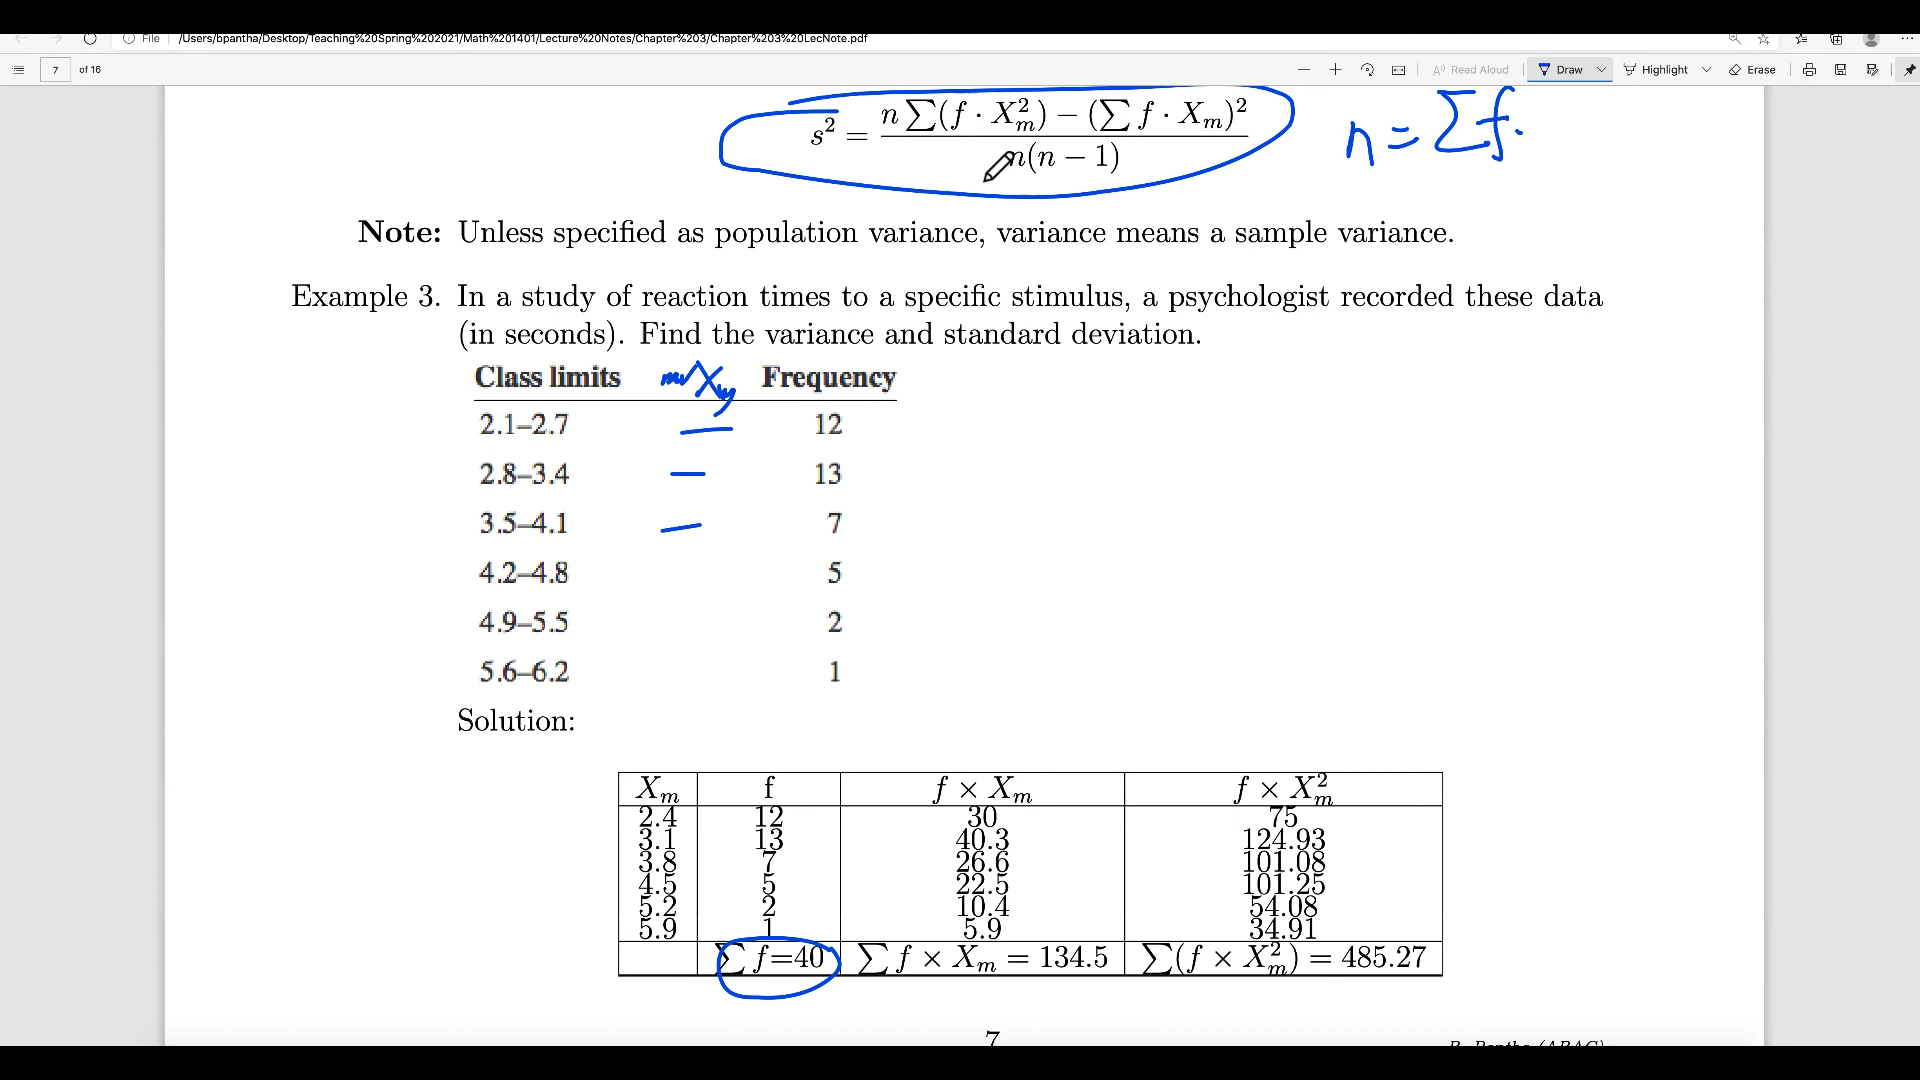 File | /Users/bpantha/Desktop/Teaching%20Spring%202021/Math%201401/Lecture%20Notes/Chapter%203/Chapter%203%20LecNote.pdf
7 of 16 Read Aloud Draw Highlight Erase
s² = n ∑(f · Xₘ²) − (∑ f · Xₘ)² / n(n − 1)
n = ∑f.
Note: Unless specified as population variance, variance means a sample variance.
Example 3. In a study of reaction times to a specific stimulus, a psychologist recorded these data
(in seconds). Find the variance and standard deviation.
Class limits Xₘ Frequency
2.1–2.7 12
2.8–3.4 13
3.5–4.1 7
4.2–4.8 5
4.9–5.5 2
5.6–6.2 1
Solution:
Xₘ f f × Xₘ f × Xₘ²
2.4 12 30 75
3.1 13 40.3 124.93
3.8 7 26.6 101.08
4.5 5 22.5 101.25
5.2 2 10.4 54.08
5.9 1 5.9 34.91
∑ f=40 ∑ f × Xₘ = 134.5 ∑(f × Xₘ²) = 485.27
7